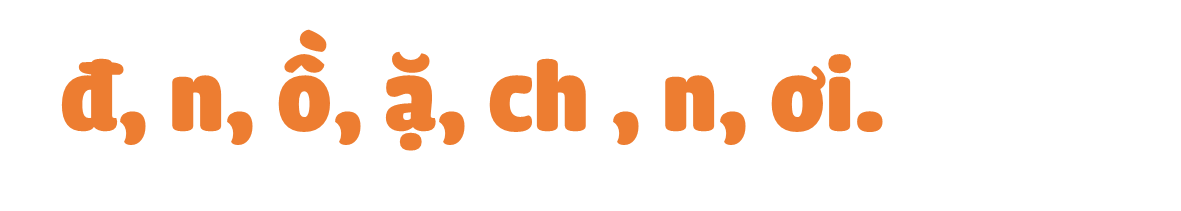 đ, n, ồ, ặ, ch , n, ơi.